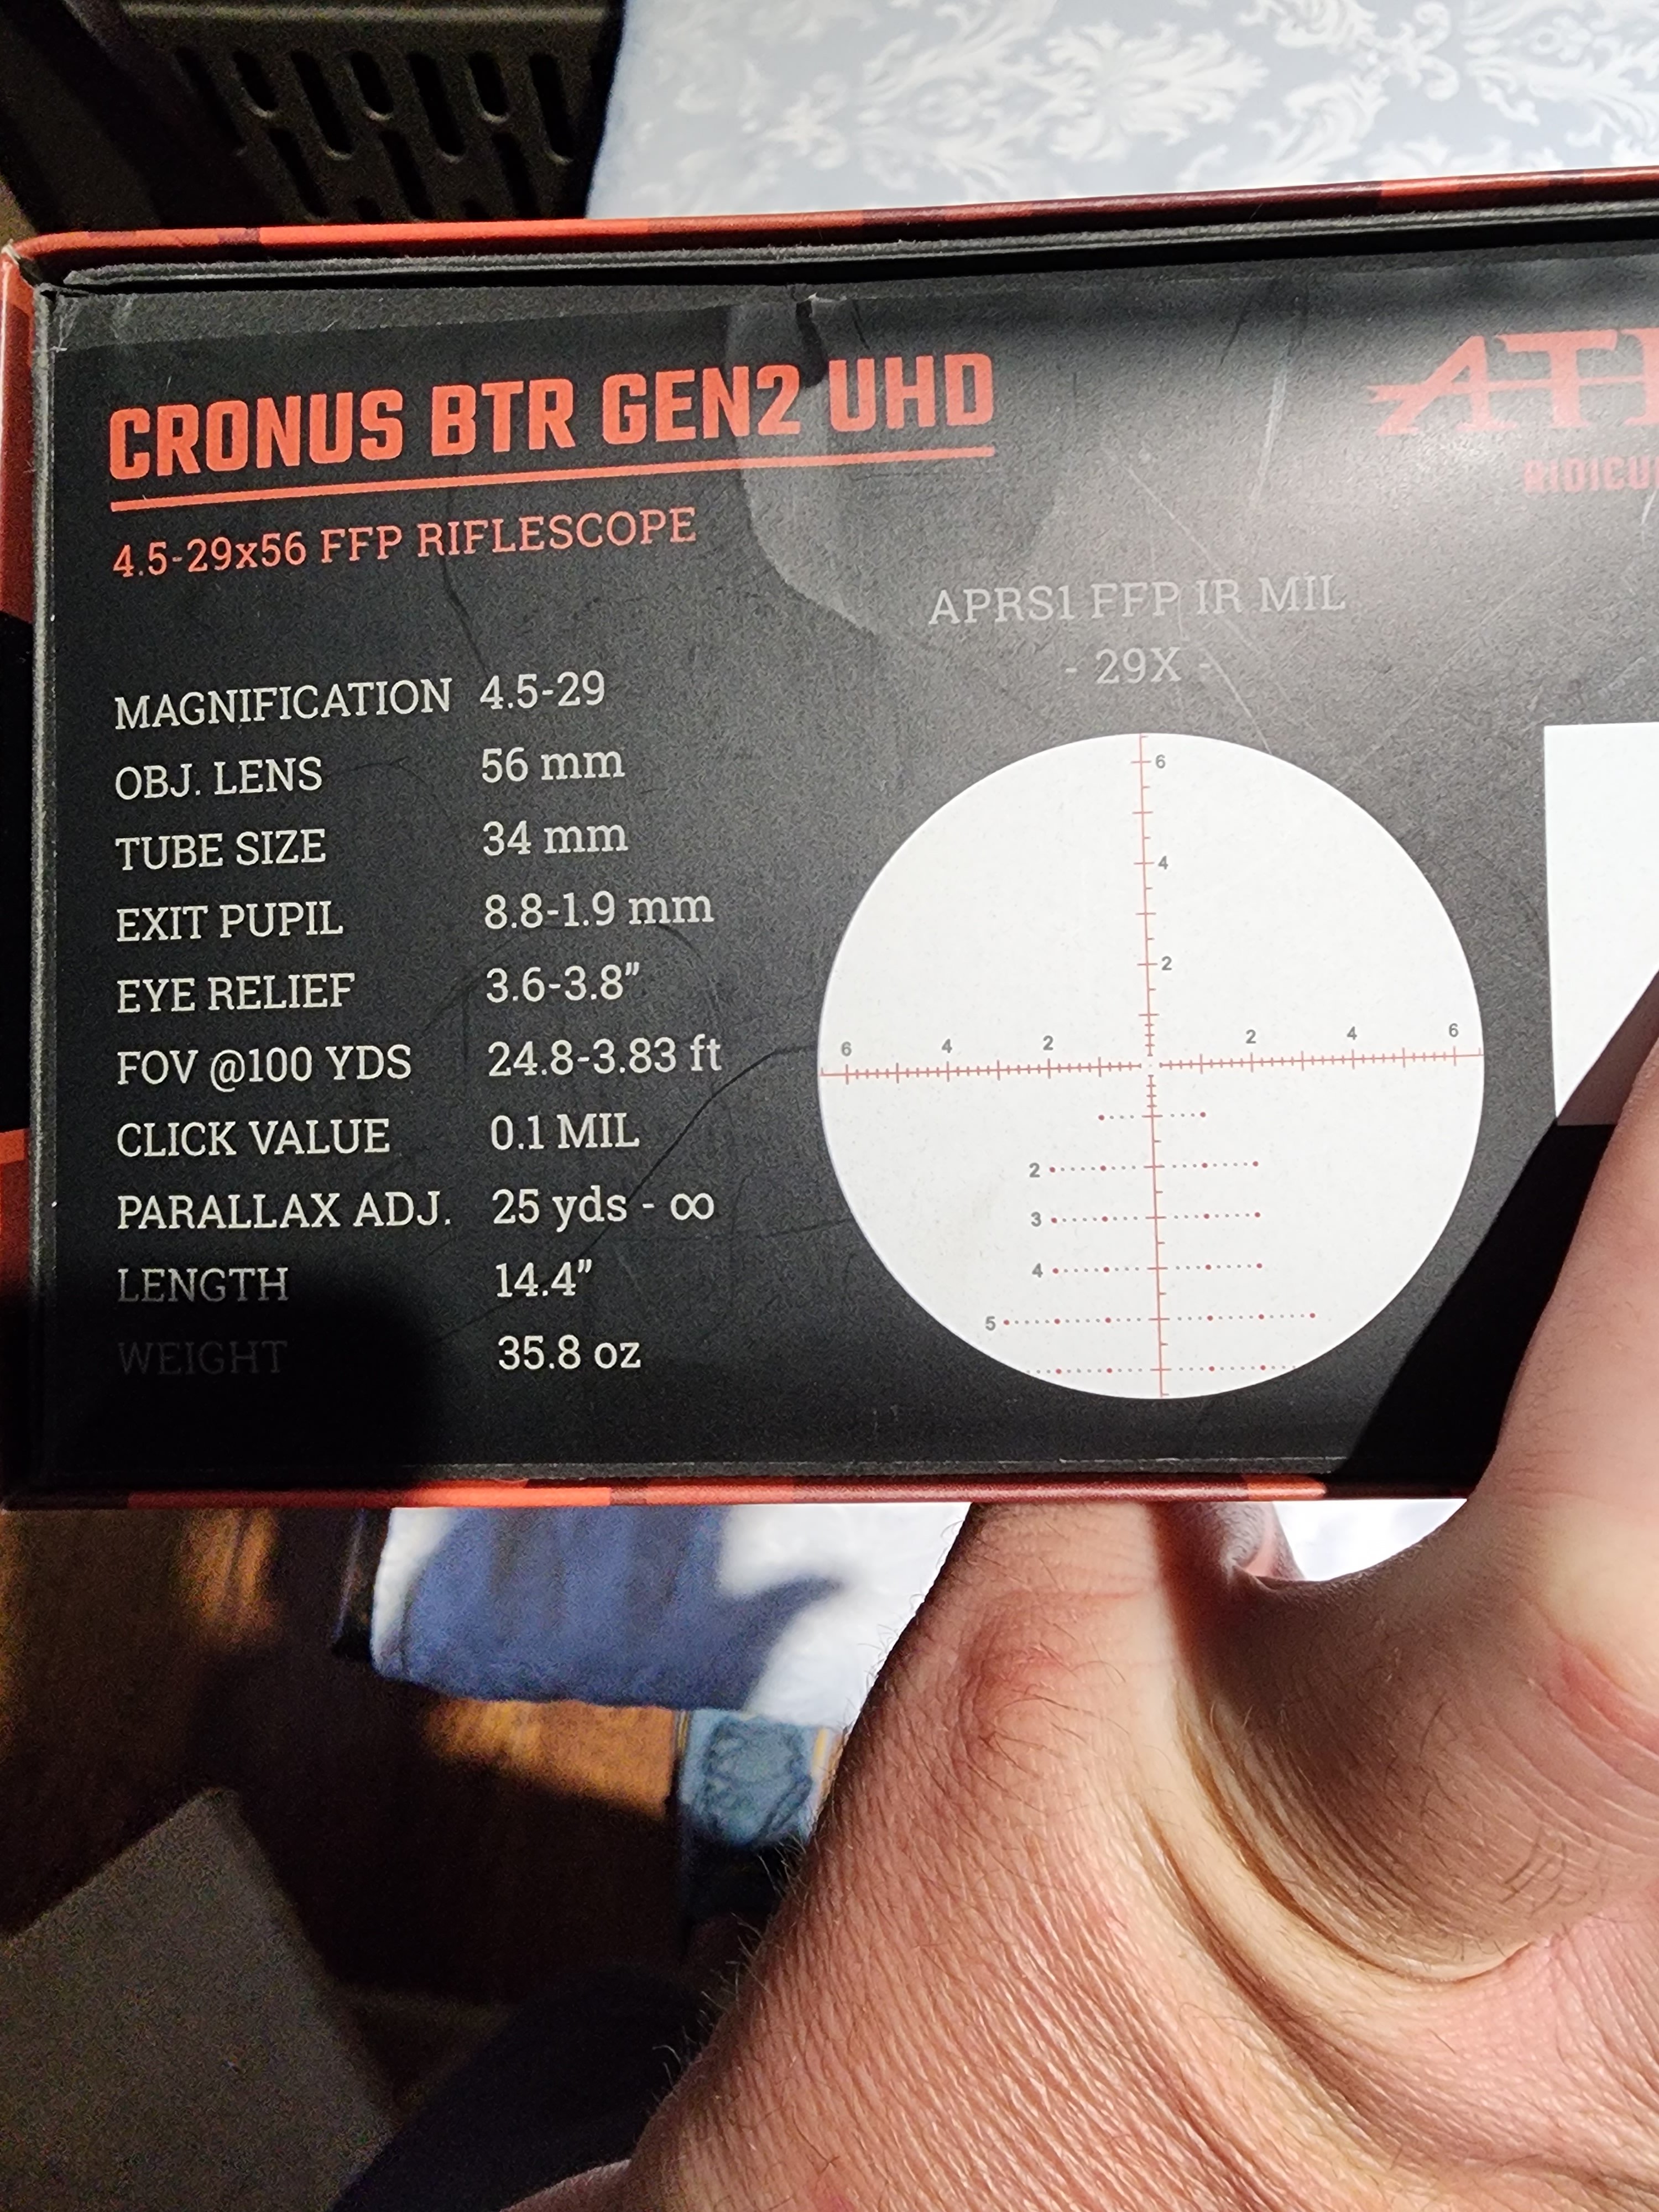 CRONUS BTR GEN2 UHD
4.5-29x56 FFP RIFLESCOPE
MAGNIFICATION 4.5-29
OBJ. LENS 56 mm
TUBE SIZE 34 mm
EXIT PUPIL 8.8-1.9 mm
EYE RELIEF 3.6-3.8”
FOV @100 YDS 24.8-3.83 ft
CLICK VALUE 0.1 MIL
PARALLAX ADJ. 25 yds - ∞
LENGTH 14.4”
WEIGHT 35.8 oz
APRS1 FFP IR MIL
- 29X -
6
4
2
6 4 2 2 4 6
2
3
4
5